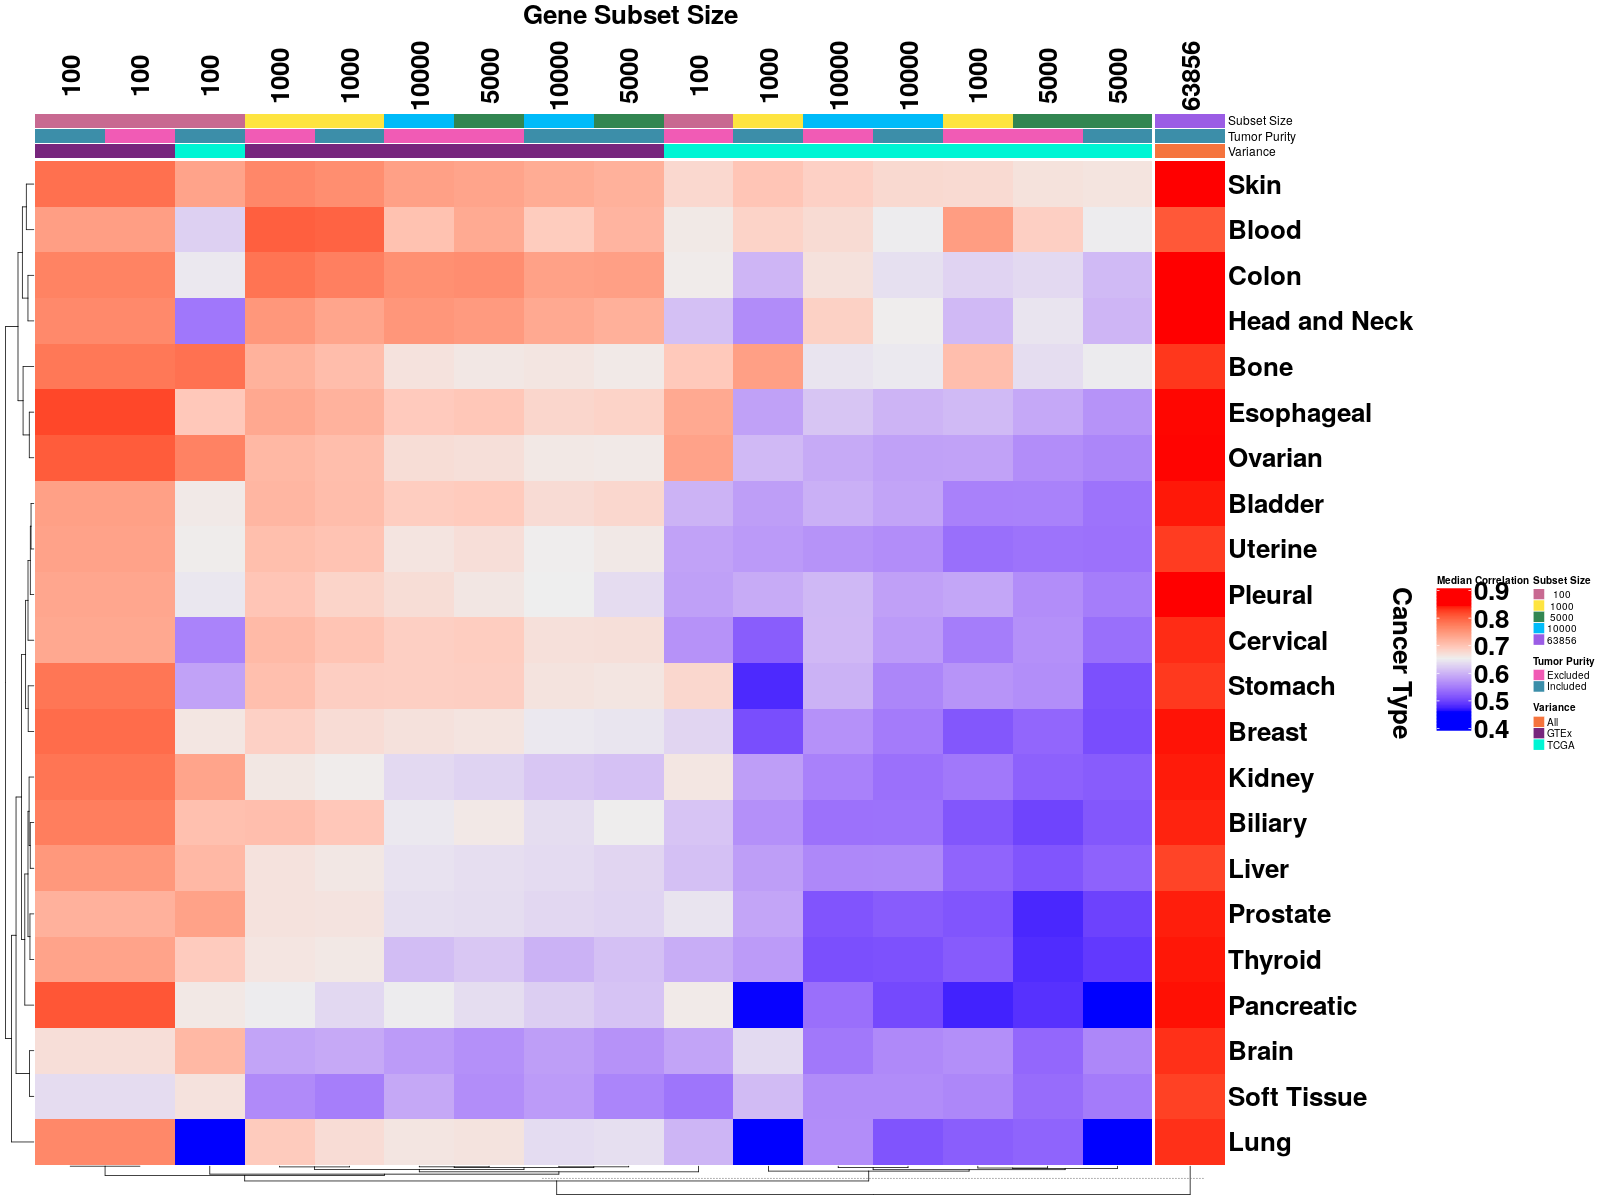 Gene Subset Size
100 100 100 1000 1000 10000 5000 10000 5000 100 1000 10000 10000 1000 5000 5000 63856
Subset Size
Tumor Purity
Variance
Skin
Blood
Colon
Head and Neck
Bone
Esophageal
Ovarian
Bladder
Uterine
Pleural
Cervical
Stomach
Breast
Kidney
Biliary
Liver
Prostate
Thyroid
Pancreatic
Brain
Soft Tissue
Lung
Cancer Type
Median Correlation
0.9
0.8
0.7
0.6
0.5
0.4
Subset Size
100
1000
5000
10000
63856
Tumor Purity
Excluded
Included
Variance
All
GTEx
TCGA